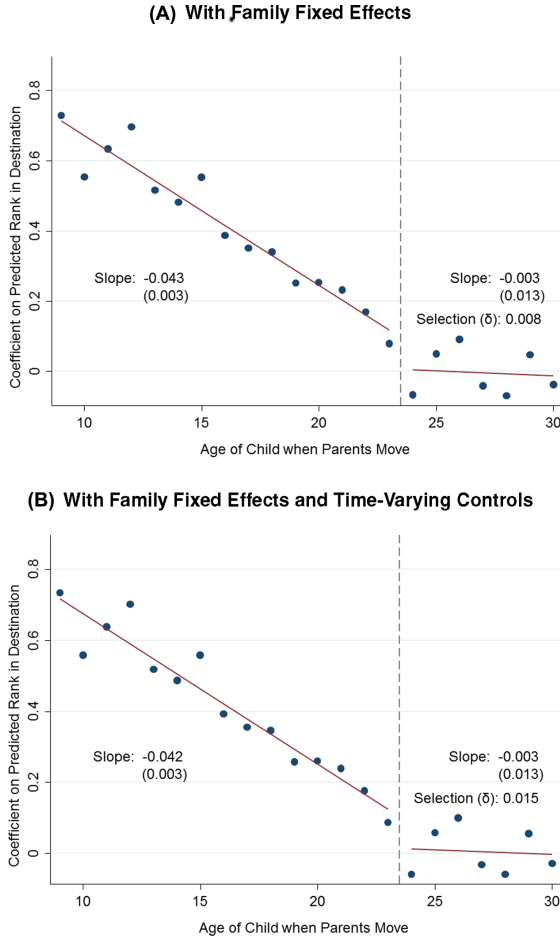 (A) With Family Fixed Effects
Coefficient on Predicted Rank in Destination
0.8
0.6
0.4
0.2
0
Slope: -0.043
(0.003)
Slope: -0.003
(0.013)
Selection (δ): 0.008
10 15 20 25 30
Age of Child when Parents Move
(B) With Family Fixed Effects and Time-Varying Controls
Coefficient on Predicted Rank in Destination
0.8
0.6
0.4
0.2
0
Slope: -0.042
(0.003)
Slope: -0.003
(0.013)
Selection (δ): 0.015
10 15 20 25 30
Age of Child when Parents Move